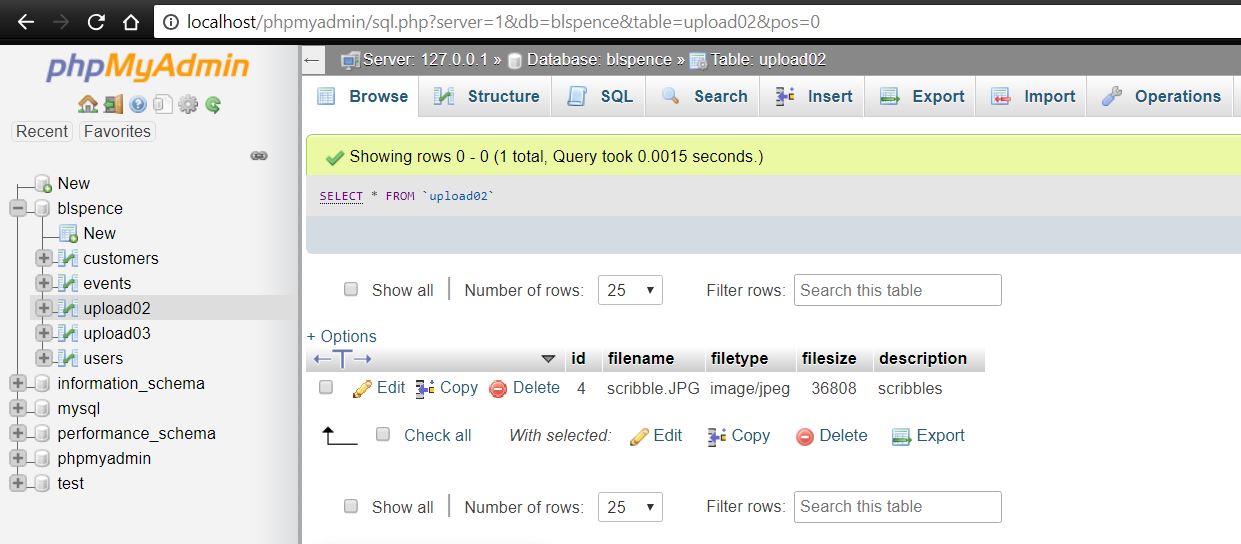 localhost/phpmyadmin/sql.php?server=1&db=blspence&table=upload02&pos=0
phpMyAdmin
Recent Favorites
New
blspence
New
customers
events
upload02
upload03
users
information_schema
mysql
performance_schema
phpmyadmin
test
Server: 127.0.0.1 » Database: blspence » Table: upload02
Browse Structure SQL Search Insert Export Import Operations
Showing rows 0 - 0 (1 total, Query took 0.0015 seconds.)
SELECT * FROM `upload02`
Show all Number of rows: 25 Filter rows: Search this table
+ Options
←T→ id filename filetype filesize description
Edit Copy Delete 4 scribble.JPG image/jpeg 36808 scribbles
Check all With selected: Edit Copy Delete Export
Show all Number of rows: 25 Filter rows: Search this table